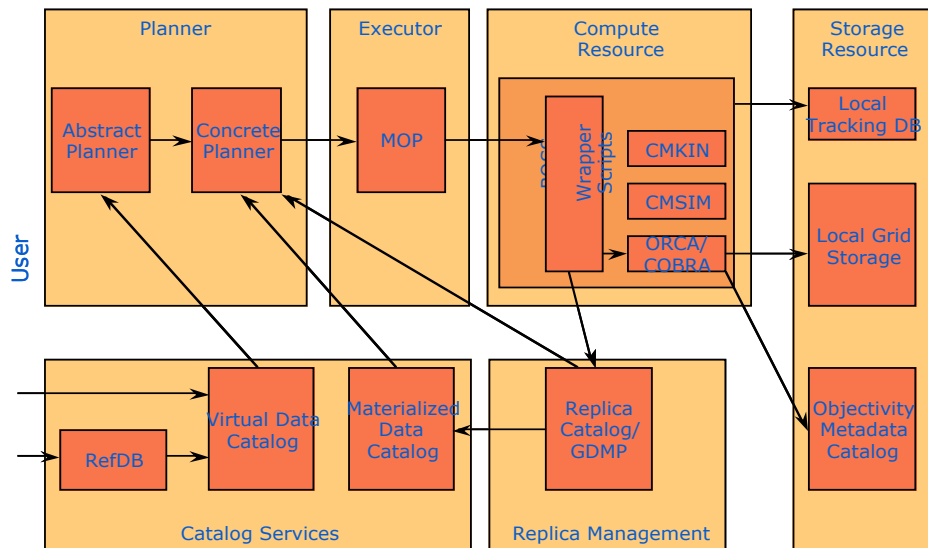 Planner
Executor
Compute
Resource
Storage
Resource
Abstract
Planner
Concrete
Planner
MOP
Wrapper
Scripts
CMKIN
CMSIM
ORCA/
COBRA
Local
Tracking DB
Local Grid
Storage
User
Virtual Data
Catalog
RefDB
Materialized
Data
Catalog
Replica
Catalog/
GDMP
Objectivity
Metadata
Catalog
Catalog Services
Replica Management